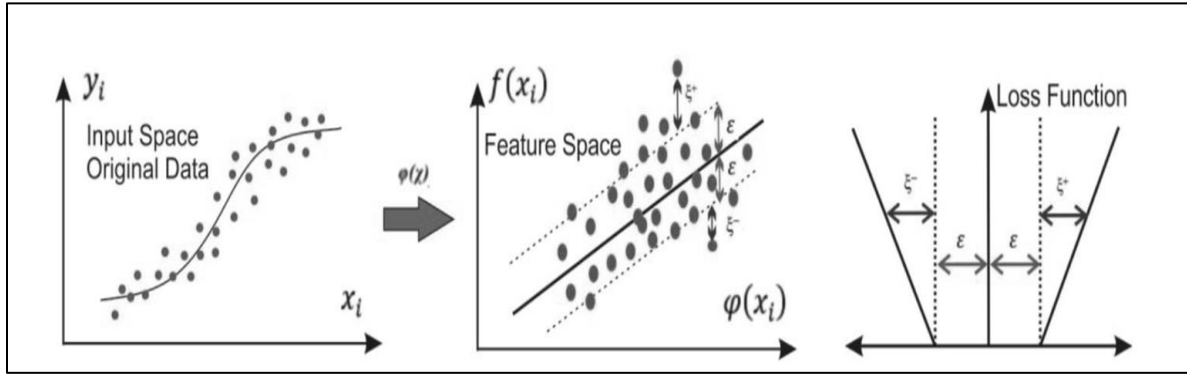 yᵢ
Input Space
Original Data
xᵢ
φ(χ)
f(xᵢ)
Feature Space
ξ⁺
ε
ε
ξ⁻
φ(xᵢ)
Loss Function
ξ⁻
ξ⁺
ε
ε